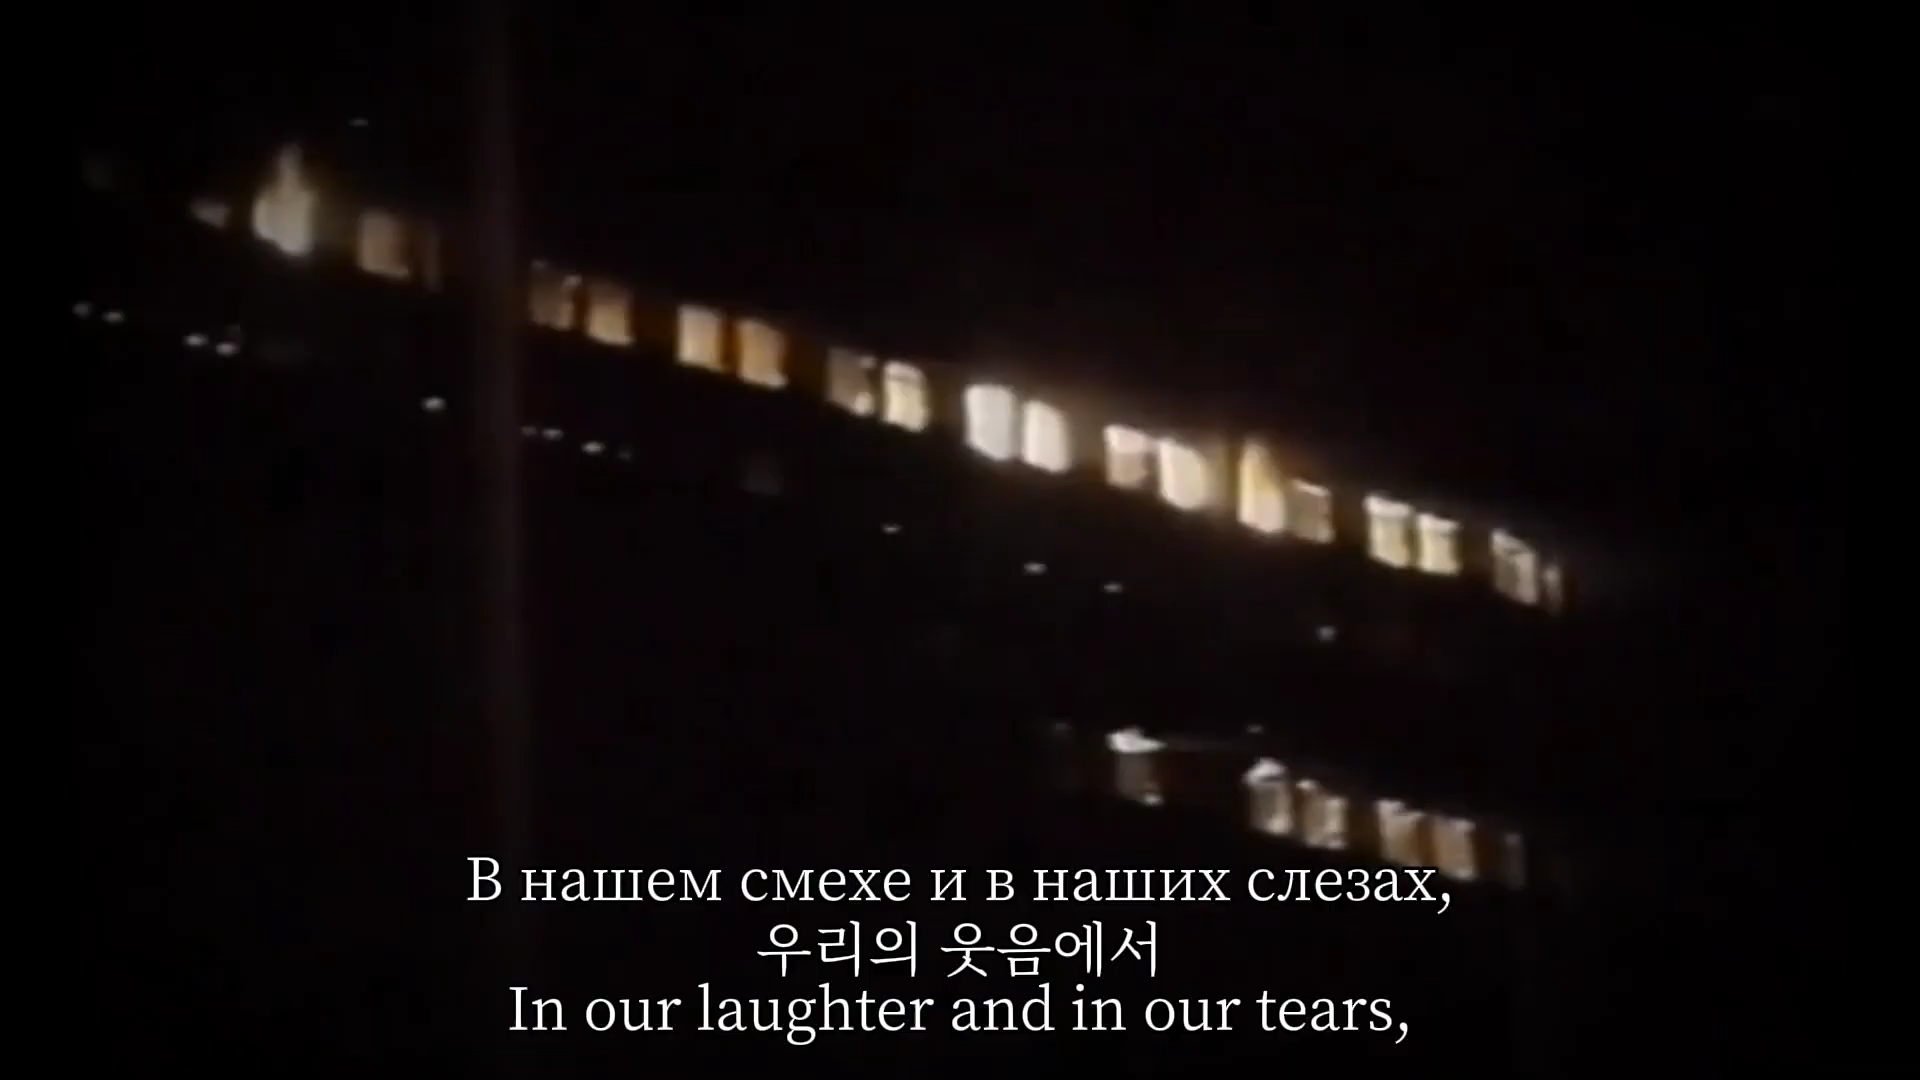 В нашем смехе и в наших слезах,
우리의 웃음에서
In our laughter and in our tears,